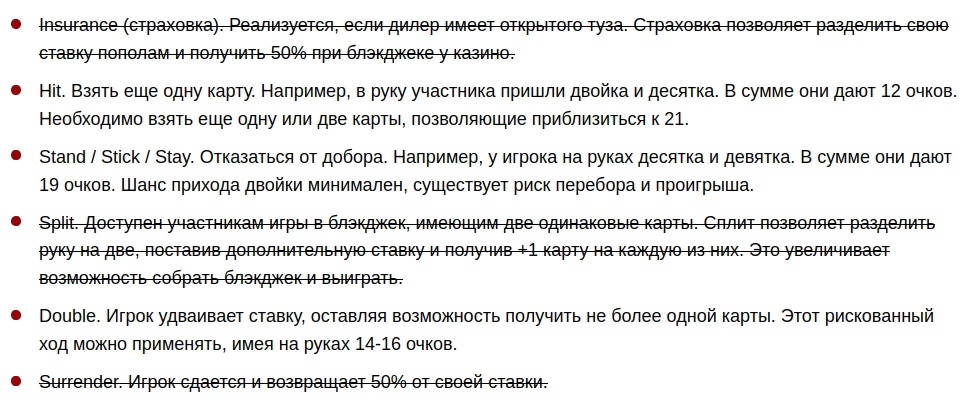 Insurance (страховка). Реализуется, если дилер имеет открытого туза. Страховка позволяет разделить свою
ставку пополам и получить 50% при блэкджеке у казино.
Hit. Взять еще одну карту. Например, в руку участника пришли двойка и десятка. В сумме они дают 12 очков.
Необходимо взять еще одну или две карты, позволяющие приблизиться к 21.
Stand / Stick / Stay. Отказаться от добора. Например, у игрока на руках десятка и девятка. В сумме они дают
19 очков. Шанс прихода двойки минимален, существует риск перебора и проигрыша.
Split. Доступен участникам игры в блэкджек, имеющим две одинаковые карты. Сплит позволяет разделить
руку на две, поставив дополнительную ставку и получив +1 карту на каждую из них. Это увеличивает
возможность собрать блэкджек и выиграть.
Double. Игрок удваивает ставку, оставляя возможность получить не более одной карты. Этот рискованный
ход можно применять, имея на руках 14-16 очков.
Surrender. Игрок сдается и возвращает 50% от своей ставки.